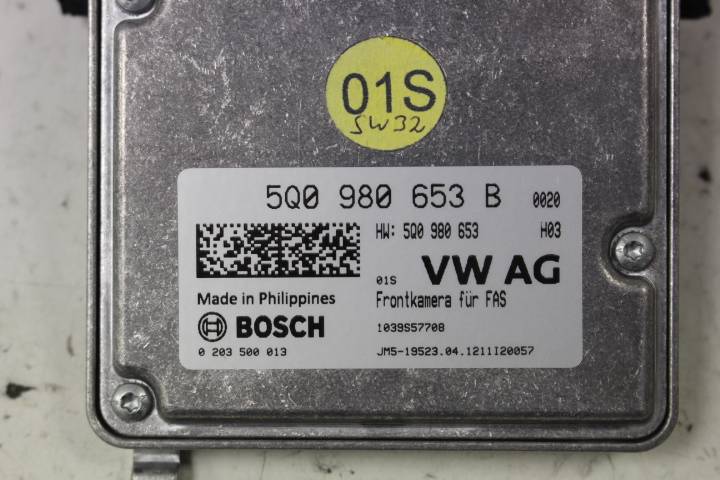 01S
SW32
5Q0 980 653 B 0020
HW: 5Q0 980 653 H03
01S VW AG
Made in Philippines Frontkamera für FAS
BOSCH 1039S57708
0 203 500 013 JM5-19523.04.1211I20057